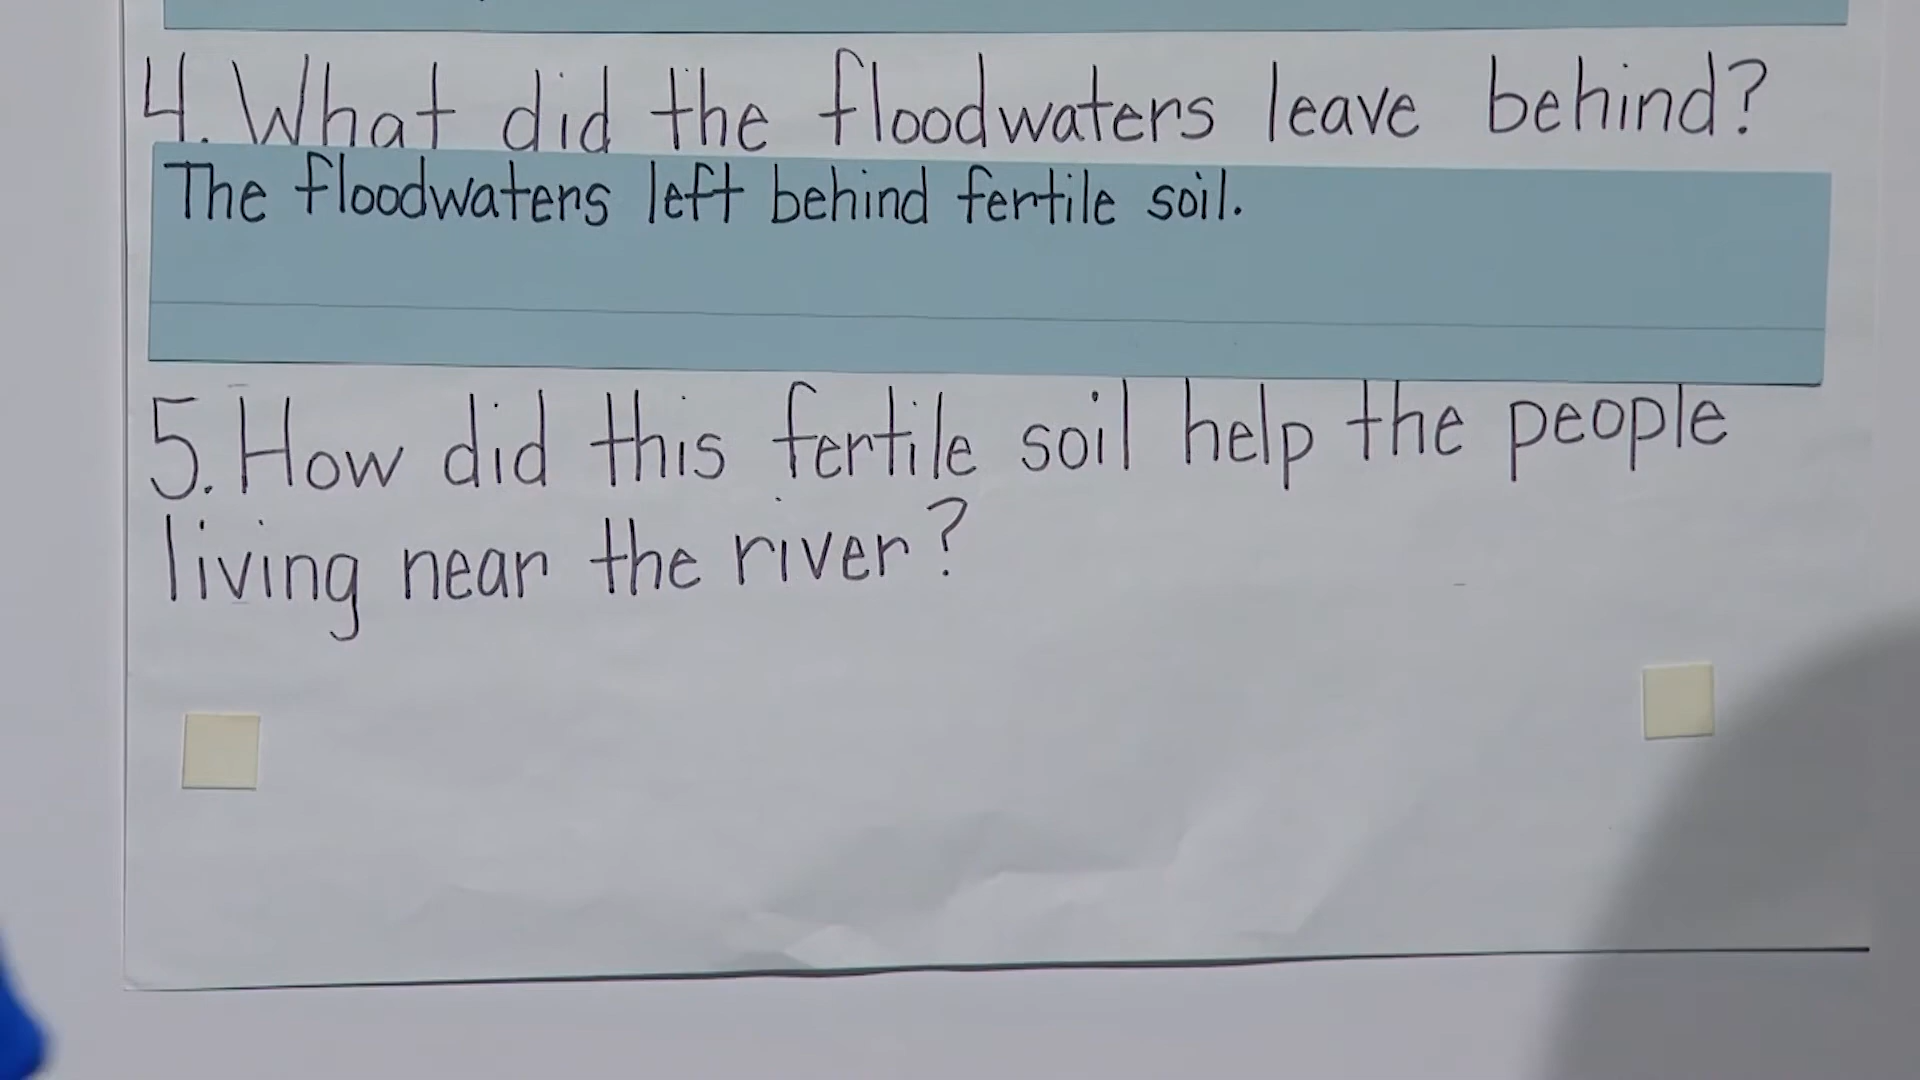 4. What did the floodwaters leave behind?
The floodwaters left behind fertile soil.
5. How did this fertile soil help the people
living near the river?